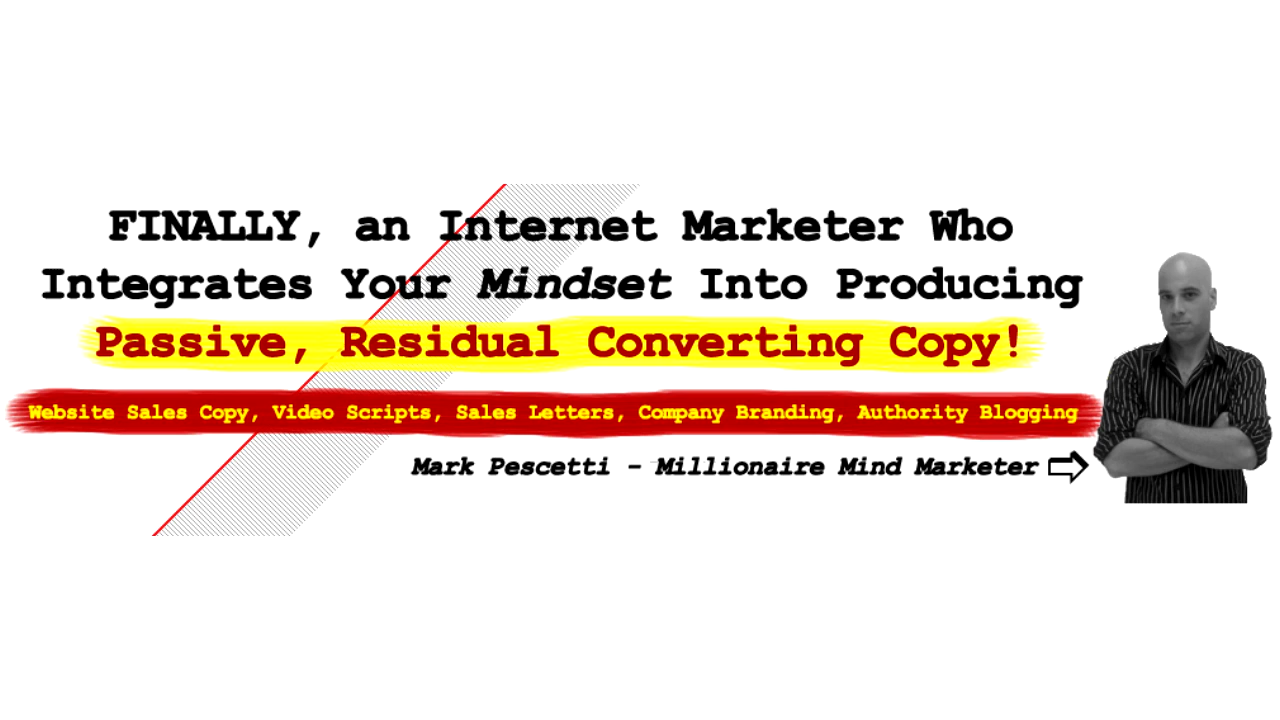 FINALLY, an Internet Marketer Who
Integrates Your Mindset Into Producing
Passive, Residual Converting Copy!
Website Sales Copy, Video Scripts, Sales Letters, Company Branding, Authority Blogging
Mark Pescetti - Millionaire Mind Marketer